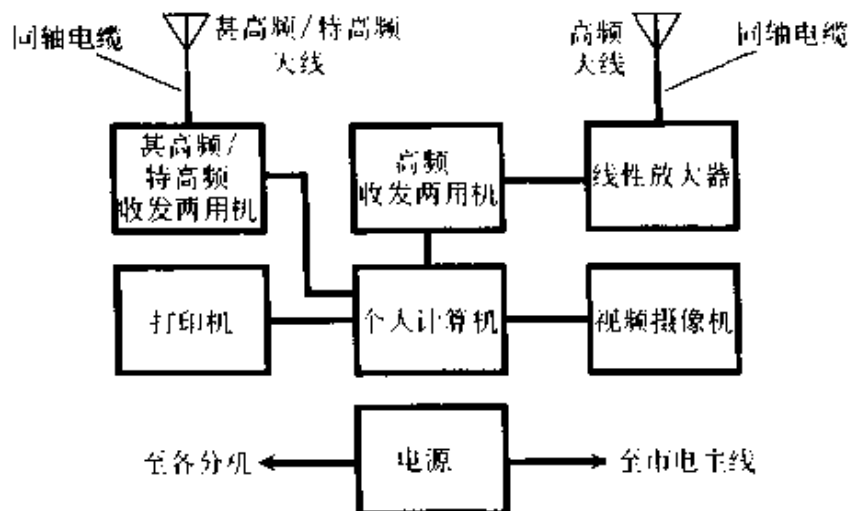 同轴电缆
甚高频/特高频
天线
高频
天线
同轴电缆
甚高频/
特高频
收发两用机
高频
收发两用机
线性放大器
打印机
个人计算机
视频摄像机
至各分机
电源
至市电主线